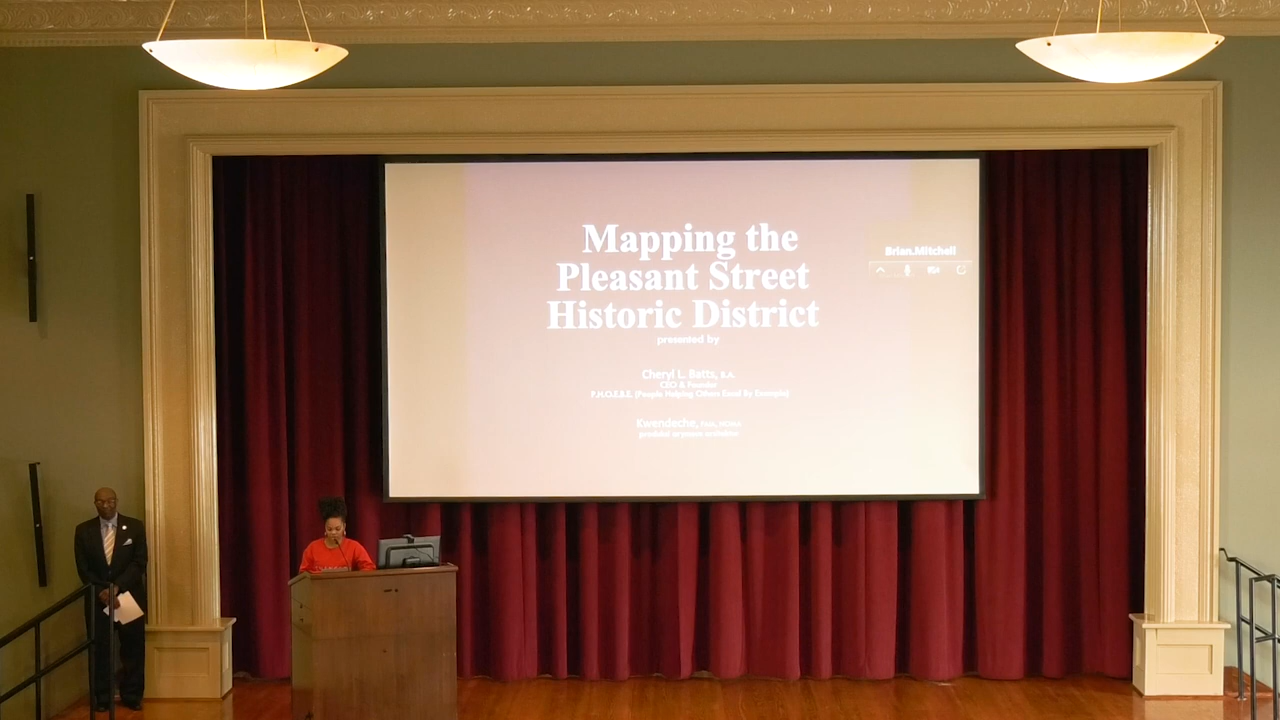 Mapping the
Pleasant Street
Historic District
presented by
Brian.Mitchell
Cheryl L. Batts, B.A.
CEO & Founder
P.H.O.E.B.E. (People Helping Others Excel By Example)
Kwendeche,